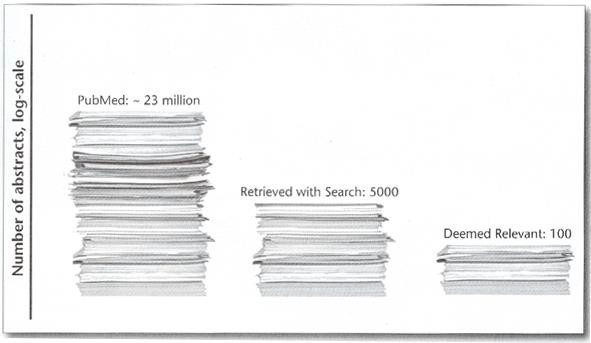 Number of abstracts, log-scale
PubMed: ~ 23 million
Retrieved with Search: 5000
Deemed Relevant: 100